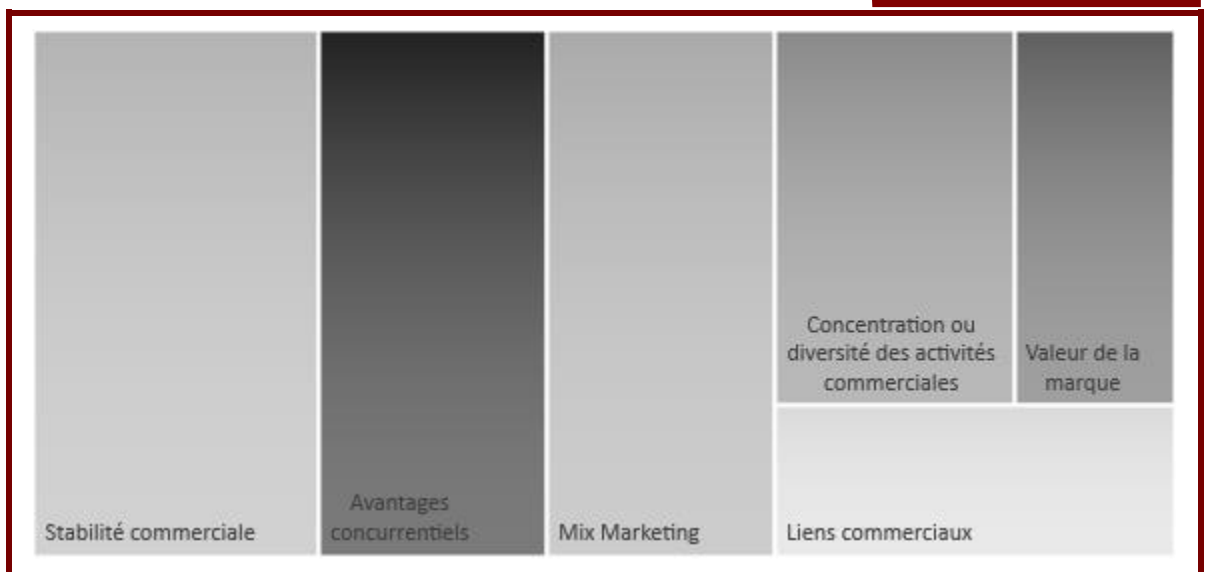 Stabilité commerciale
Avantages
concurrentiels
Mix Marketing
Concentration ou
diversité des activités
commerciales
Valeur de la
marque
Liens commerciaux